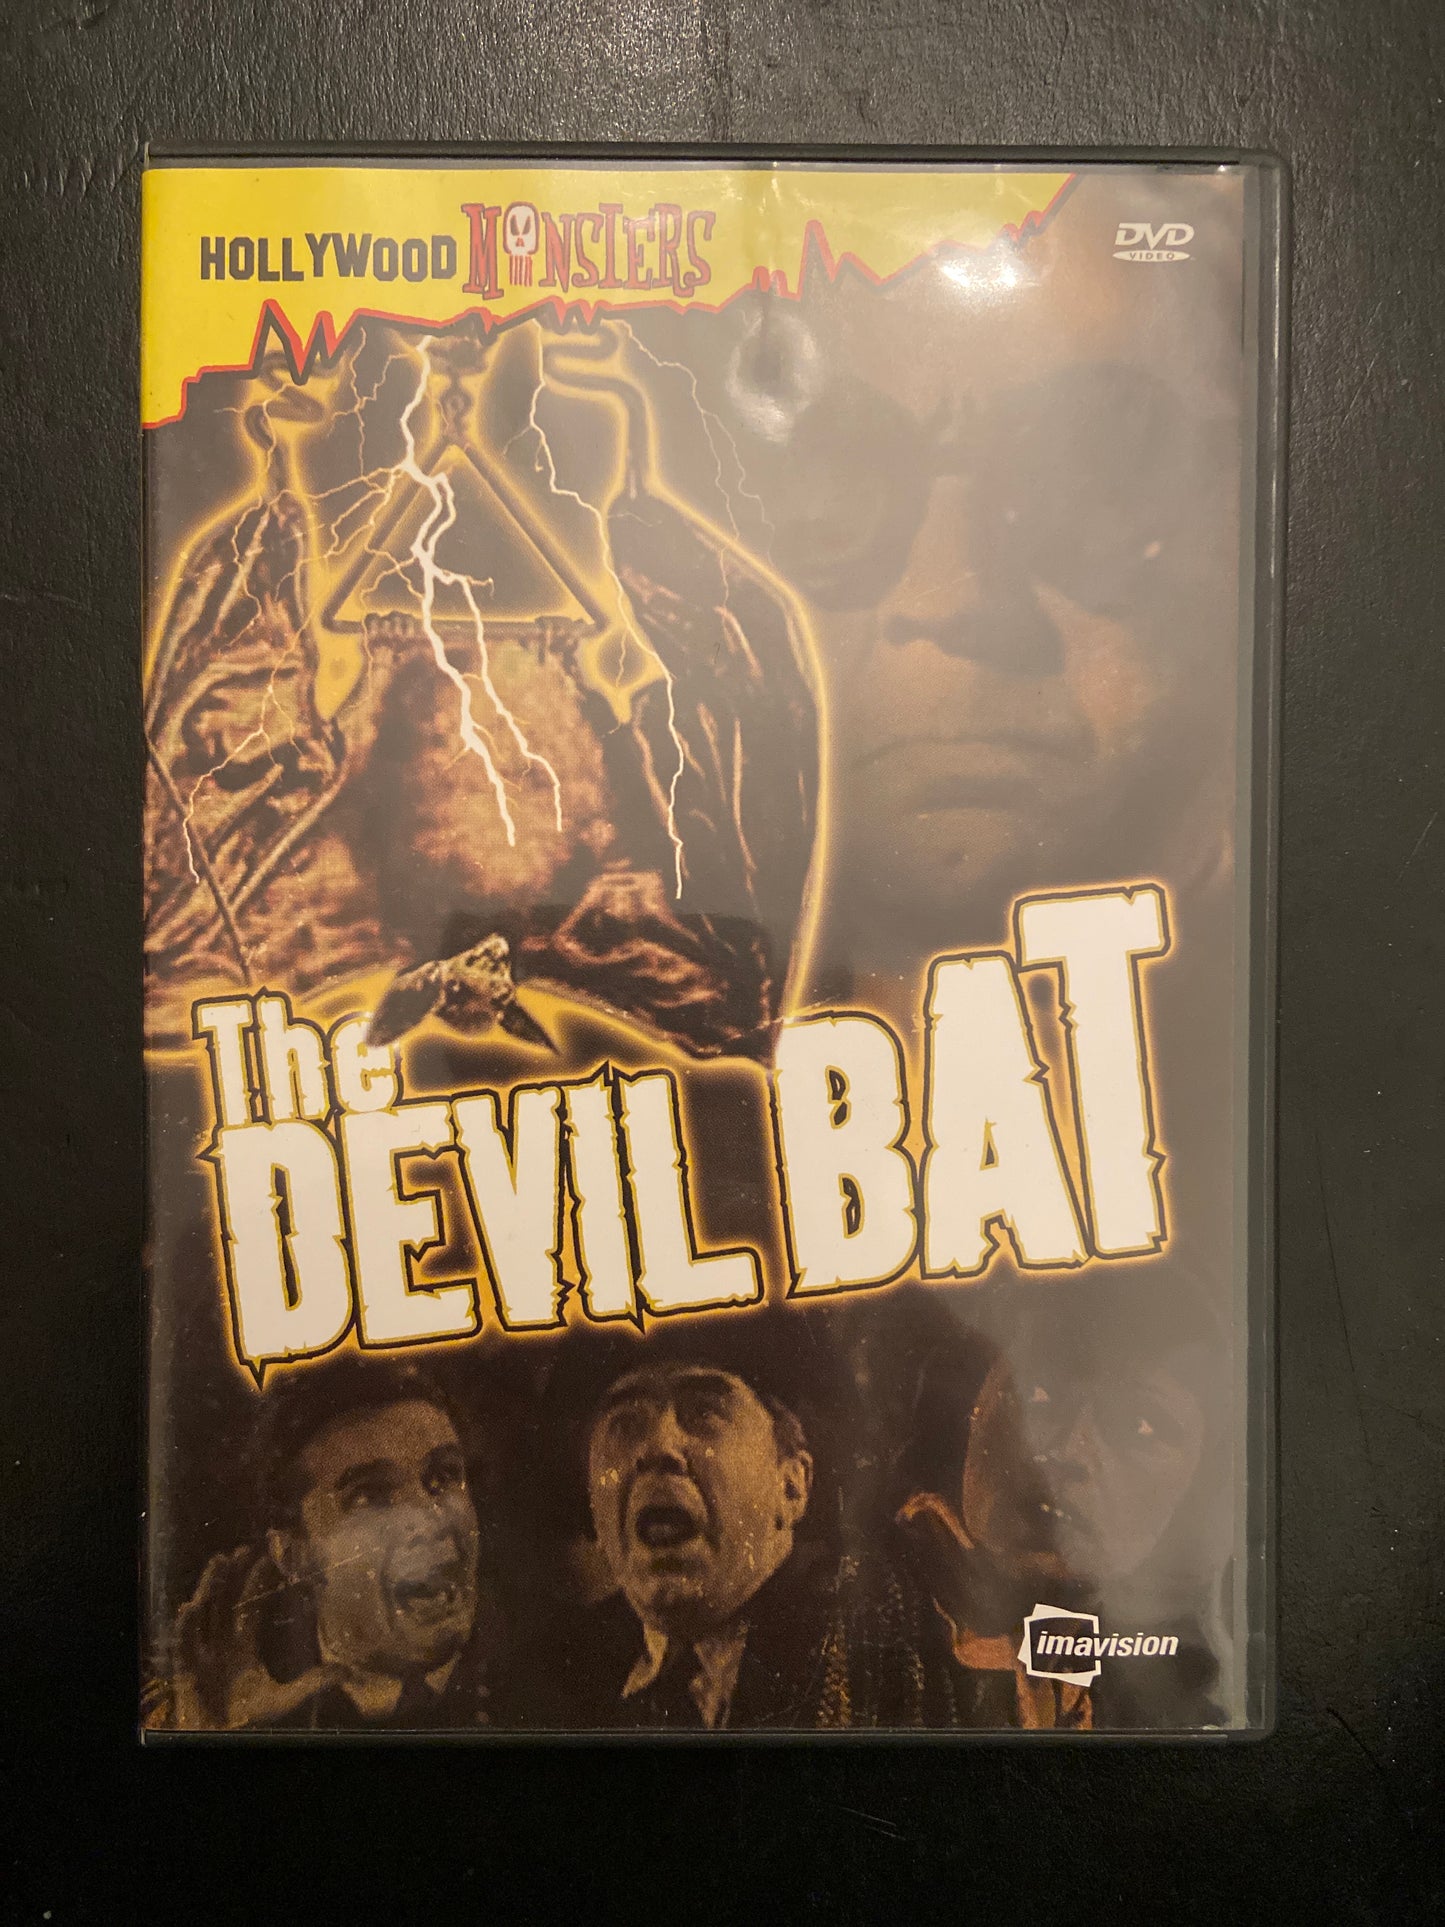 HOLLYWOOD MONSTERS
DVD
VIDEO
The
DEVIL BAT
imavision